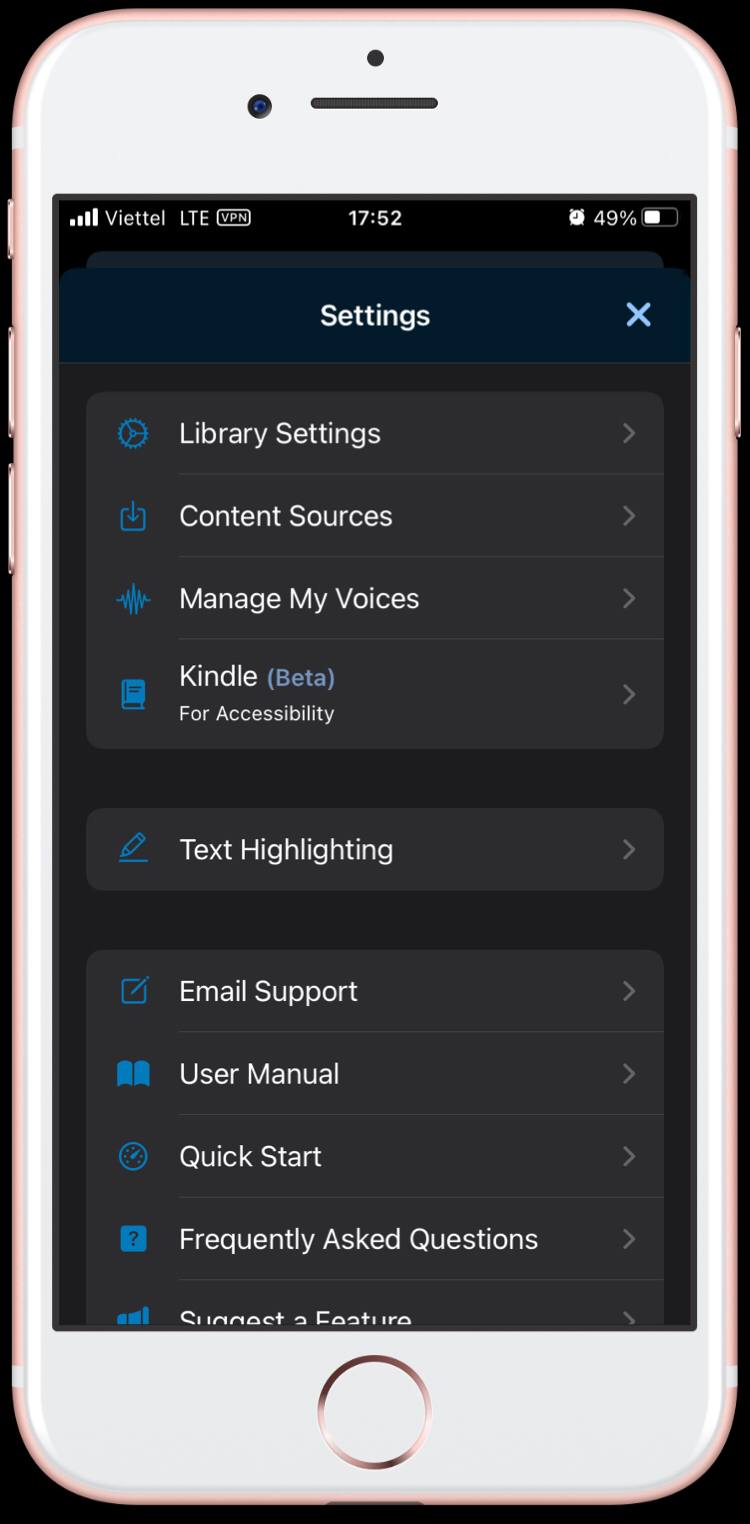 Viettel LTE VPN 17:52 49%
Settings
Library Settings
Content Sources
Manage My Voices
Kindle (Beta)
For Accessibility
Text Highlighting
Email Support
User Manual
Quick Start
? Frequently Asked Questions
Suggest a Feature